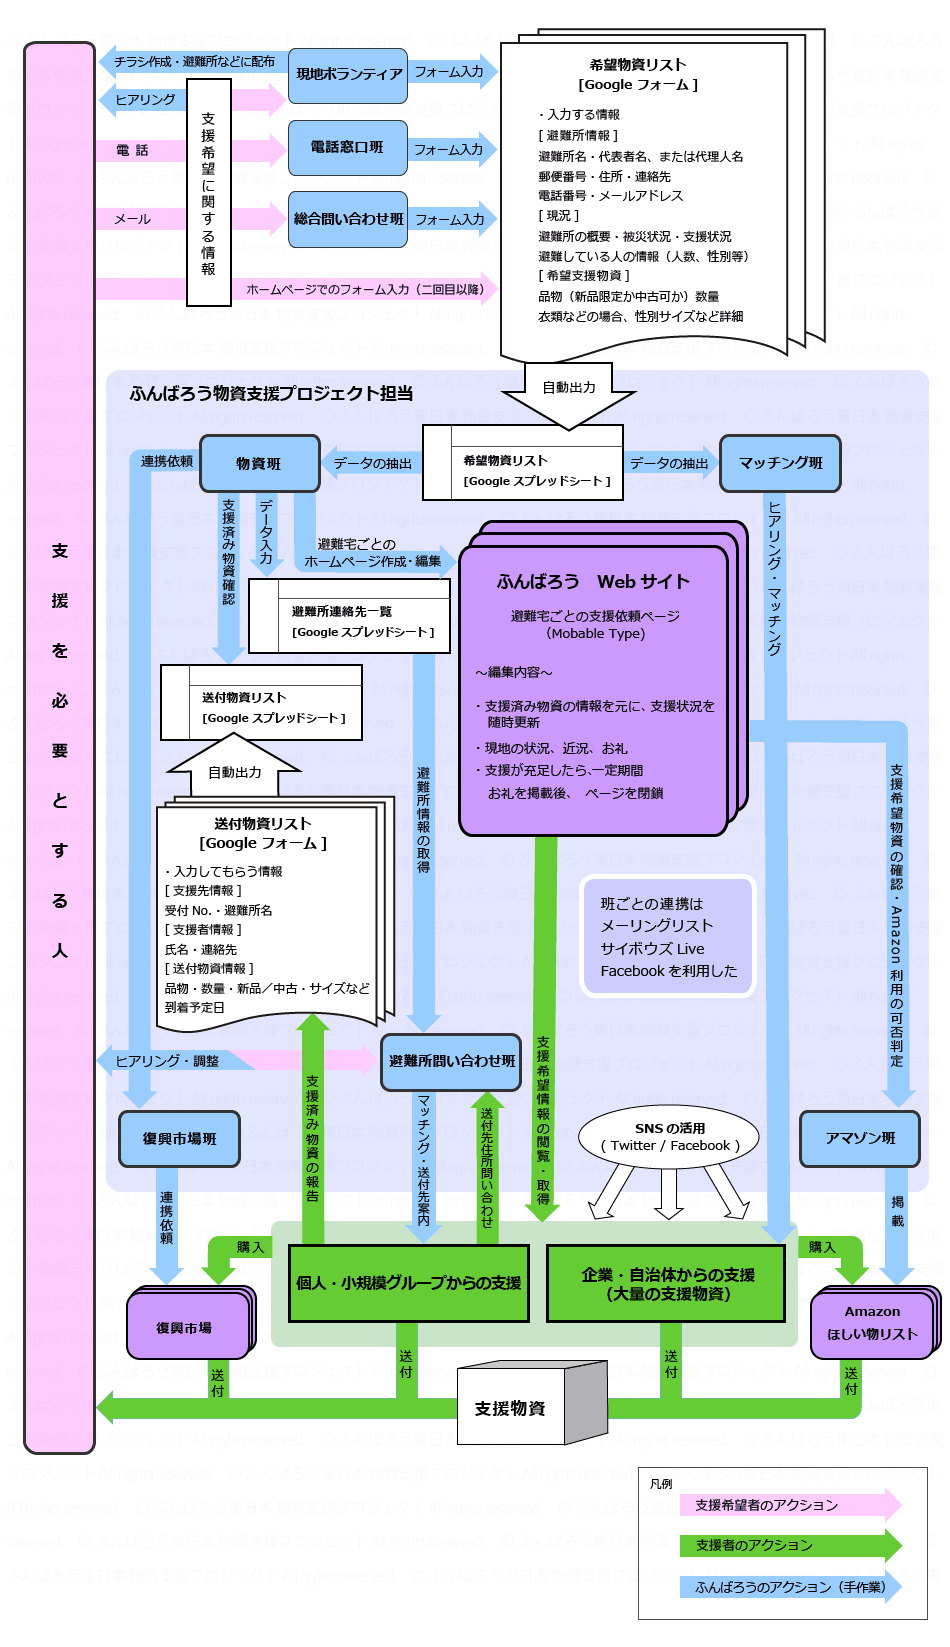 チラシ作成・避難所などに配布
ヒアリング
電 話
メール
支援希望に関する情報
現地ボランティア
電話窓口班
総合問い合わせ班
フォーム入力
フォーム入力
フォーム入力
ホームページでのフォーム入力（二回目以降）
希望物資リスト
[Google フォーム ]
・入力する情報
[ 避難所情報 ]
避難所名・代表者名、または代理人名
郵便番号・住所・連絡先
電話番号・メールアドレス
[ 現況 ]
避難所の概要・被災状況・支援状況
避難している人の情報（人数、性別等）
[ 希望支援物資 ]
品物（新品限定か中古可か）数量
衣類などの場合、性別サイズなど詳細
自動出力
ふんばろう物資支援プロジェクト担当
連携依頼
物資班
データの抽出
希望物資リスト
[Google スプレッドシート ]
データの抽出
マッチング班
支援済み物資確認
データ入力
避難宅ごとの
ホームページ作成・編集
ヒアリング・マッチング
避難所連絡先一覧
[Google スプレッドシート ]
ふんばろう　Web サイト
避難宅ごとの支援依頼ページ
（Mobable Type)
～編集内容～
・支援済み物資の情報を元に、支援状況を
随時更新
・現地の状況、近況、お礼
・支援が充足したら、一定期間
お礼を掲載後、 ページを閉鎖
支援を必要とする人
送付物資リスト
[Google スプレッドシート ]
自動出力
避難所情報の取得
支援希望物資の確認・Amazon 利用の可否判定
送付物資リスト
[Google フォーム ]
・入力してもらう情報
[ 支援先情報 ]
受付 No.・避難所名
[ 支援者情報 ]
氏名・連絡先
[ 送付物資情報 ]
品物・数量・新品／中古・サイズなど
到着予定日
班ごとの連携は
メーリングリスト
サイボウズ Live
Facebook を利用した
ヒアリング・調整
避難所問い合わせ班
支援済み物資の報告
マッチング・送付先案内
送付先住所問い合わせ
支援希望情報の閲覧・取得
SNS の活用
( Twitter / Facebook )
復興市場班
アマゾン班
連携依頼
掲載
購入
個人・小規模グループからの支援
企業・自治体からの支援
（大量の支援物資）
購入
復興市場
Amazon
ほしい物リスト
送付
送付
送付
送付
支援物資
凡例
支援希望者のアクション
支援者のアクション
ふんばろうのアクション（手作業）